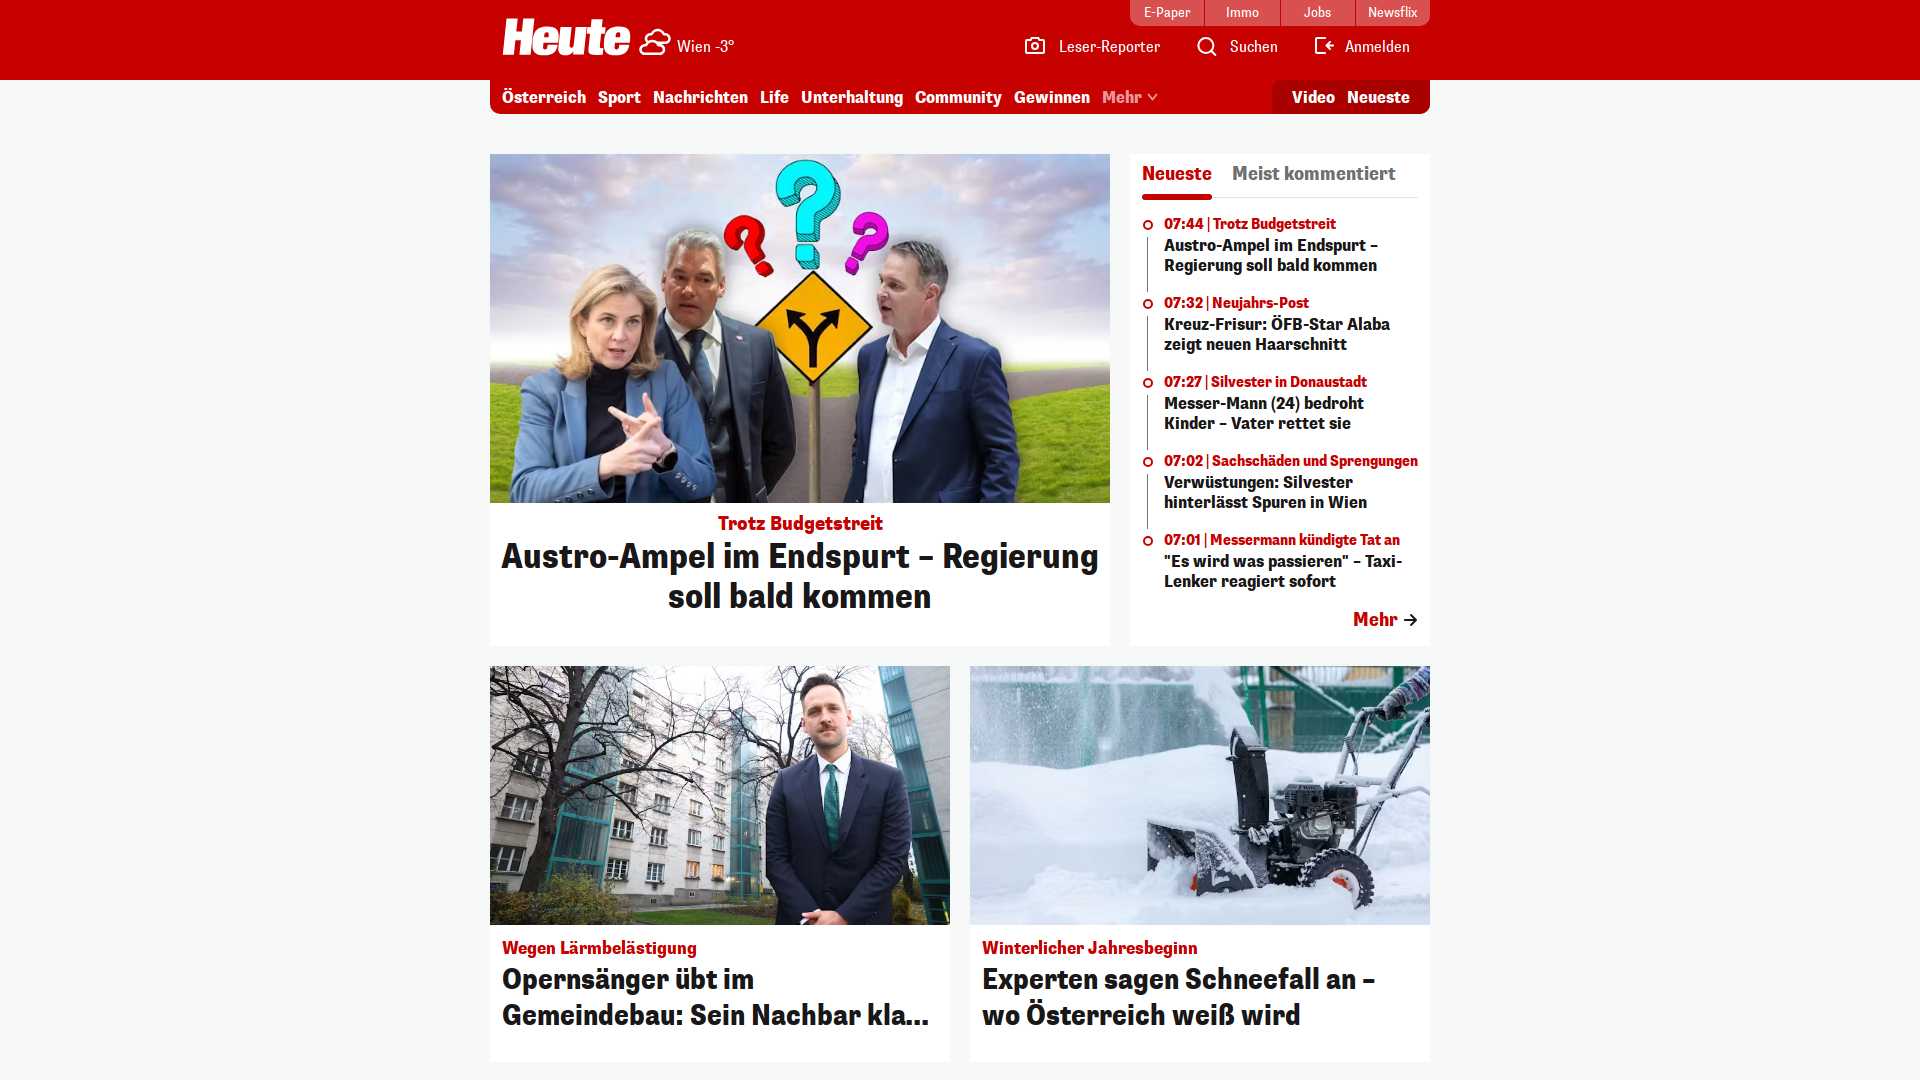 E-Paper
Immo
Jobs
Newsflix
Heute
Wien -3°
Leser-Reporter
Suchen
Anmelden
Österreich
Sport
Nachrichten
Life
Unterhaltung
Community
Gewinnen
Mehr
Video
Neueste
? ? ?
Trotz Budgetstreit
Austro-Ampel im Endspurt – Regierung
soll bald kommen
Neueste
Meist kommentiert
07:44 | Trotz Budgetstreit
Austro-Ampel im Endspurt –
Regierung soll bald kommen
07:32 | Neujahrs-Post
Kreuz-Frisur: ÖFB-Star Alaba
zeigt neuen Haarschnitt
07:27 | Silvester in Donaustadt
Messer-Mann (24) bedroht
Kinder – Vater rettet sie
07:02 | Sachschäden und Sprengungen
Verwüstungen: Silvester
hinterlässt Spuren in Wien
07:01 | Messermann kündigte Tat an
"Es wird was passieren" – Taxi-
Lenker reagiert sofort
Mehr
Wegen Lärmbelästigung
Opernsänger übt im
Gemeindebau: Sein Nachbar kla...
Winterlicher Jahresbeginn
Experten sagen Schneefall an –
wo Österreich weiß wird